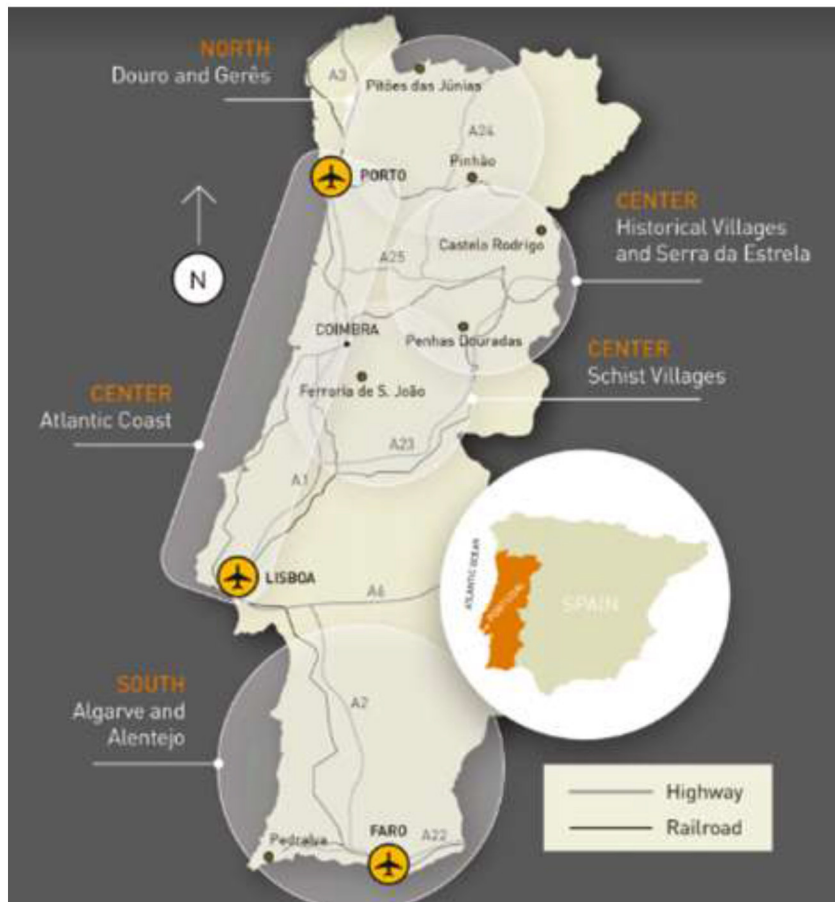 NORTH
Douro and Gerês
A3
Pitões das Júnias
A24
Pinhão
PORTO
N
CENTER
Historical Villages
and Serra da Estrela
Castelo Rodrigo
A25
COIMBRA
Penhas Douradas
CENTER
Schist Villages
Ferroria de S. João
CENTER
Atlantic Coast
A23
A1
LISBOA
A6
ATLANTIC OCEAN
PORTUGAL
SPAIN
SOUTH
Algarve and
Alentejo
A2
Pedralva
FARO
A22
Highway
Railroad